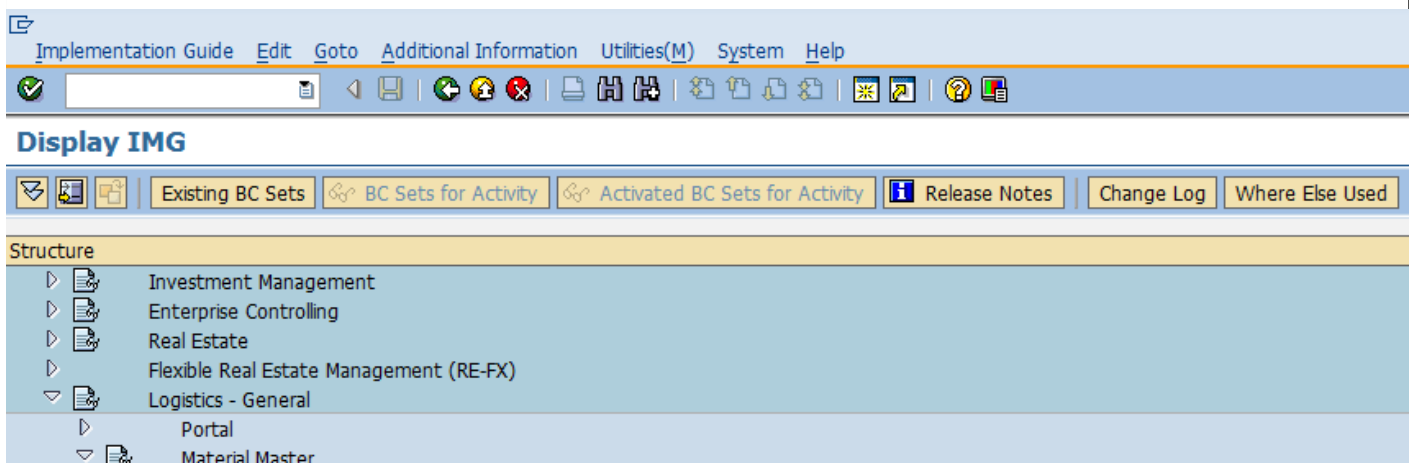 Implementation Guide Edit Goto Additional Information Utilities(M) System Help
Display IMG
Existing BC Sets BC Sets for Activity Activated BC Sets for Activity Release Notes Change Log Where Else Used
Structure
Investment Management
Enterprise Controlling
Real Estate
Flexible Real Estate Management (RE-FX)
Logistics - General
Portal
Material Master